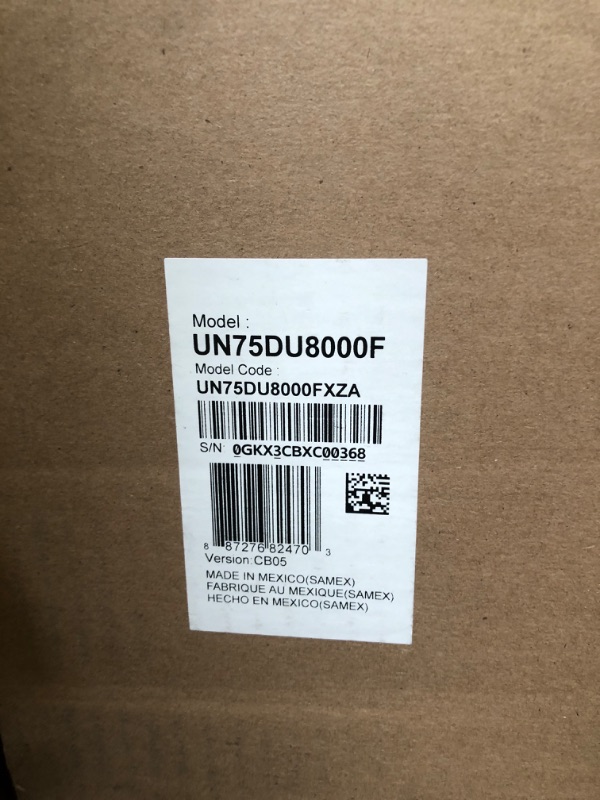 Model :
UN75DU8000F
Model Code :
UN75DU8000FXZA
S/N 0GKX3CBXC00368
8 87276 82470 3
Version:CB05
MADE IN MEXICO(SAMEX)
FABRIQUE AU MEXIQUE(SAMEX)
HECHO EN MEXICO(SAMEX)